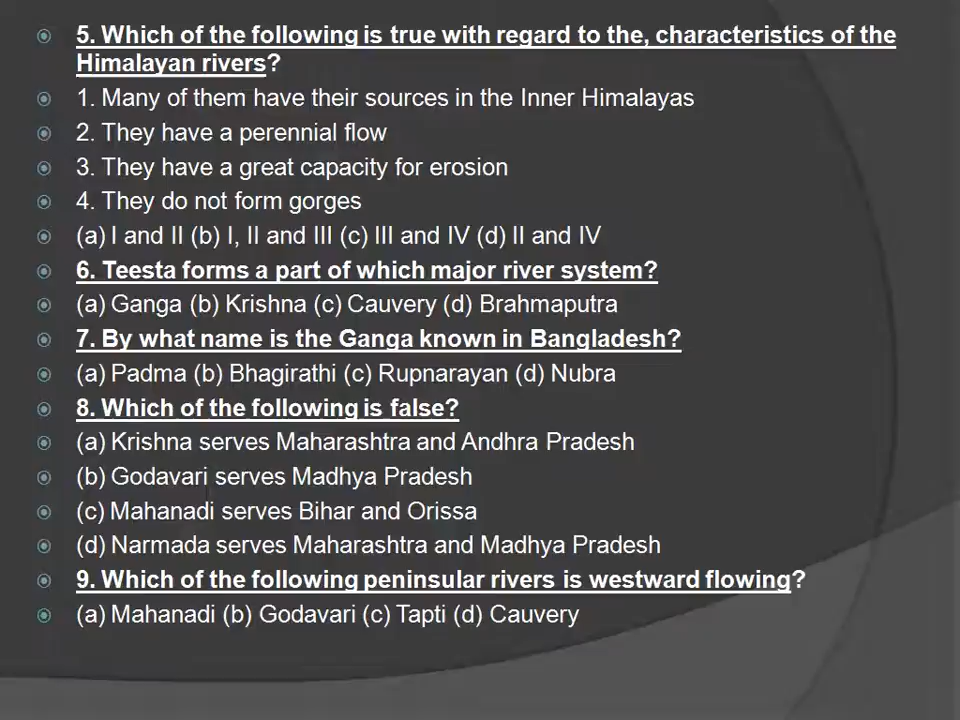 5. Which of the following is true with regard to the, characteristics of the
Himalayan rivers?
1. Many of them have their sources in the Inner Himalayas
2. They have a perennial flow
3. They have a great capacity for erosion
4. They do not form gorges
(a) I and II (b) I, II and III (c) III and IV (d) II and IV
6. Teesta forms a part of which major river system?
(a) Ganga (b) Krishna (c) Cauvery (d) Brahmaputra
7. By what name is the Ganga known in Bangladesh?
(a) Padma (b) Bhagirathi (c) Rupnarayan (d) Nubra
8. Which of the following is false?
(a) Krishna serves Maharashtra and Andhra Pradesh
(b) Godavari serves Madhya Pradesh
(c) Mahanadi serves Bihar and Orissa
(d) Narmada serves Maharashtra and Madhya Pradesh
9. Which of the following peninsular rivers is westward flowing?
(a) Mahanadi (b) Godavari (c) Tapti (d) Cauvery